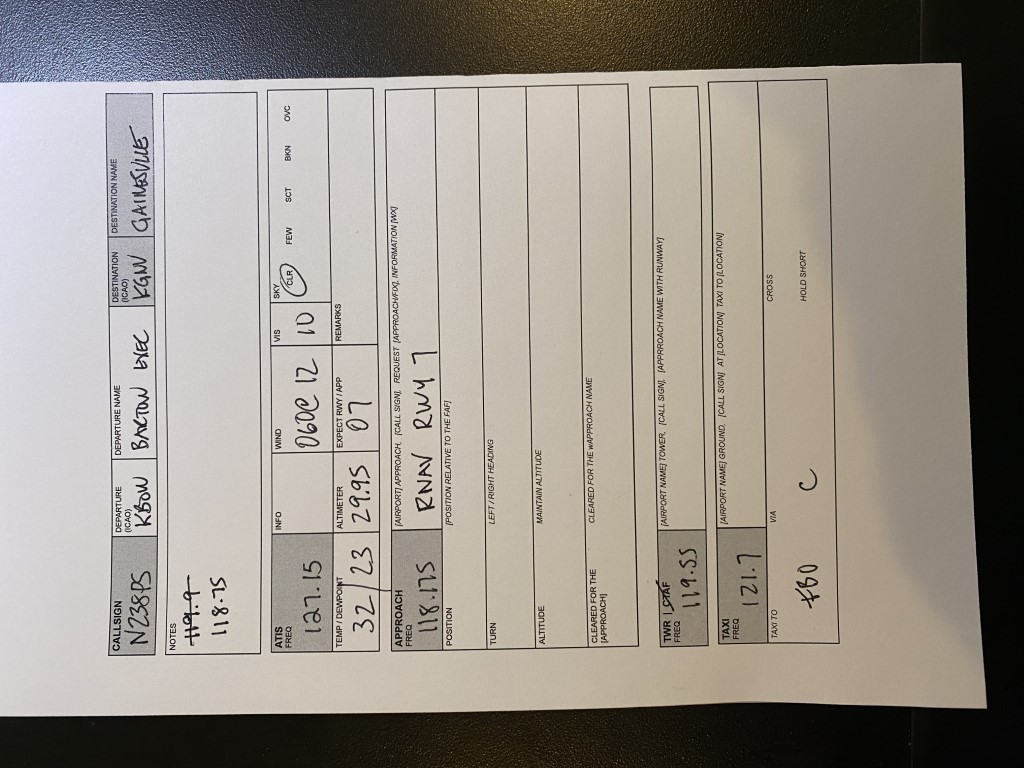 CALLSIGN
N238PS
DEPARTURE
(ICAO)
KBOW
DEPARTURE NAME
BARTOW EXEC
DESTINATION
(ICAO)
KGNV
DESTINATION NAME
GAINESVILLE
NOTES
119.9
118.75
ATIS
FREQ
127.15
INFO
WIND
060@ 12
VIS
10
SKY
CLR FEW SCT BKN OVC
TEMP / DEWPOINT
32/23
ALTIMETER
29.95
EXPECT RWY / APP
07
REMARKS
APPROACH
FREQ
118.175
[AIRPORT] APPROACH, [CALL SIGN], REQUEST [APPROACH/FIX], INFORMATION [WX]
RNAV RWY 7
POSITION
[POSITION RELATIVE TO THE FAF]
TURN
LEFT / RIGHT HEADING
ALTITUDE
MAINTAIN ALTITUDE
CLEARED FOR THE
[APPROACH]
CLEARED FOR THE wAPPROACH NAME
TWR | CTAF
FREQ
119.55
[AIRPORT NAME] TOWER, [CALL SIGN], [APPRROACH NAME WITH RUNWAY]
TAXI
FREQ
121.7
[AIRPORT NAME] GROUND, [CALL SIGN] AT [LOCATION] TAXI TO [LOCATION]
TAXI TO
FBO
VIA
C
CROSS
HOLD SHORT